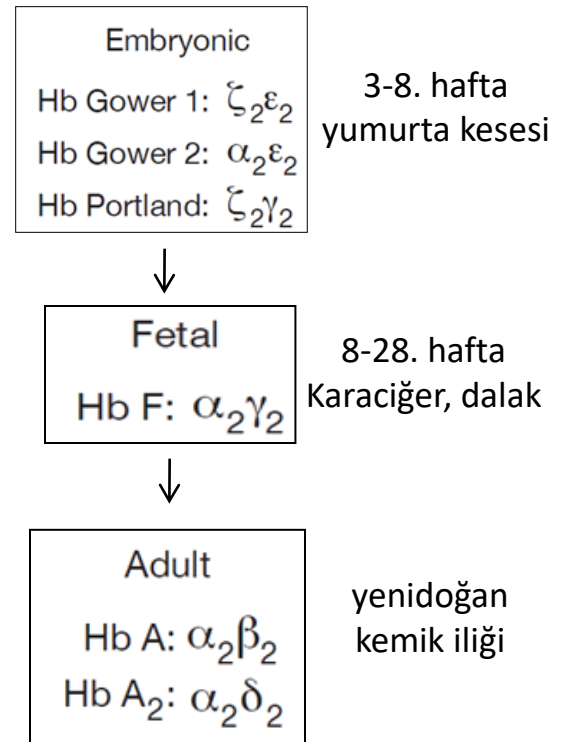 Embryonic
Hb Gower 1: ζ₂ε₂
Hb Gower 2: α₂ε₂
Hb Portland: ζ₂γ₂
3-8. hafta
yumurta kesesi
Fetal
Hb F: α₂γ₂
8-28. hafta
Karaciğer, dalak
Adult
Hb A: α₂β₂
Hb A₂: α₂δ₂
yenidoğan
kemik iliği